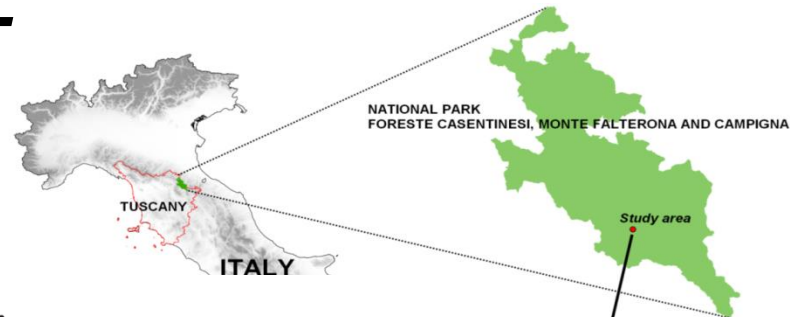 NATIONAL PARK
FORESTE CASENTINESI, MONTE FALTERONA AND CAMPIGNA
TUSCANY
Study area
ITALY